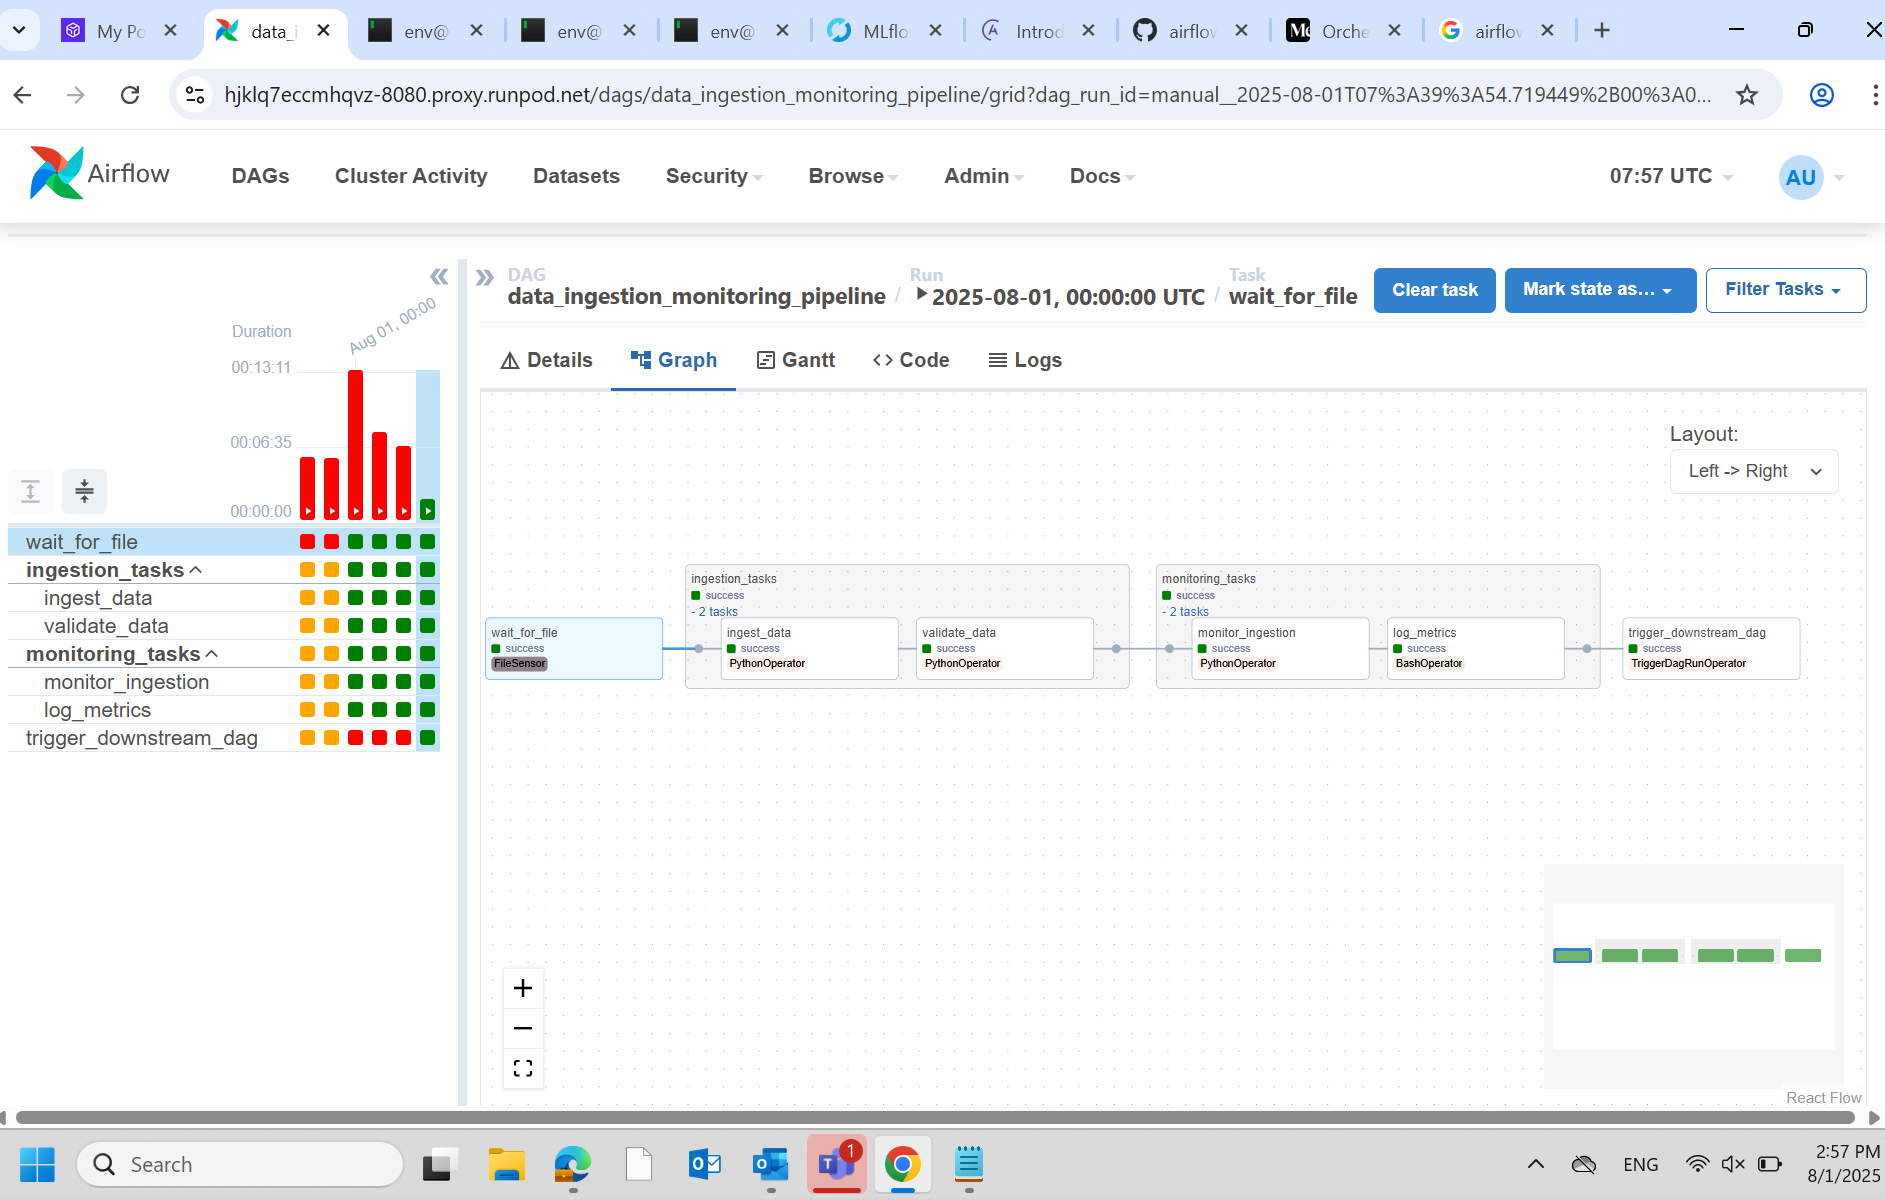 My Po
data_i
env@
env@
env@
MLflo
Introd
airflow
Orche
airflow
hjklq7eccmhqvz-8080.proxy.runpod.net/dags/data_ingestion_monitoring_pipeline/grid?dag_run_id=manual__2025-08-01T07%3A39%3A54.719449%2B00%3A0...
Airflow
DAGs
Cluster Activity
Datasets
Security
Browse
Admin
Docs
07:57 UTC
AU
DAG
data_ingestion_monitoring_pipeline
/
Run
2025-08-01, 00:00:00 UTC
/
Task
wait_for_file
Clear task
Mark state as...
Filter Tasks
Details
Graph
Gantt
Code
Logs
Duration
Aug 01, 00:00
00:13:11
00:06:35
00:00:00
wait_for_file
ingestion_tasks
ingest_data
validate_data
monitoring_tasks
monitor_ingestion
log_metrics
trigger_downstream_dag
Layout:
Left -> Right
wait_for_file
success
FileSensor
ingestion_tasks
success
- 2 tasks
ingest_data
success
PythonOperator
validate_data
success
PythonOperator
monitoring_tasks
success
- 2 tasks
monitor_ingestion
success
PythonOperator
log_metrics
success
BashOperator
trigger_downstream_dag
success
TriggerDagRunOperator
React Flow
Search
1
ENG
2:57 PM
8/1/2025